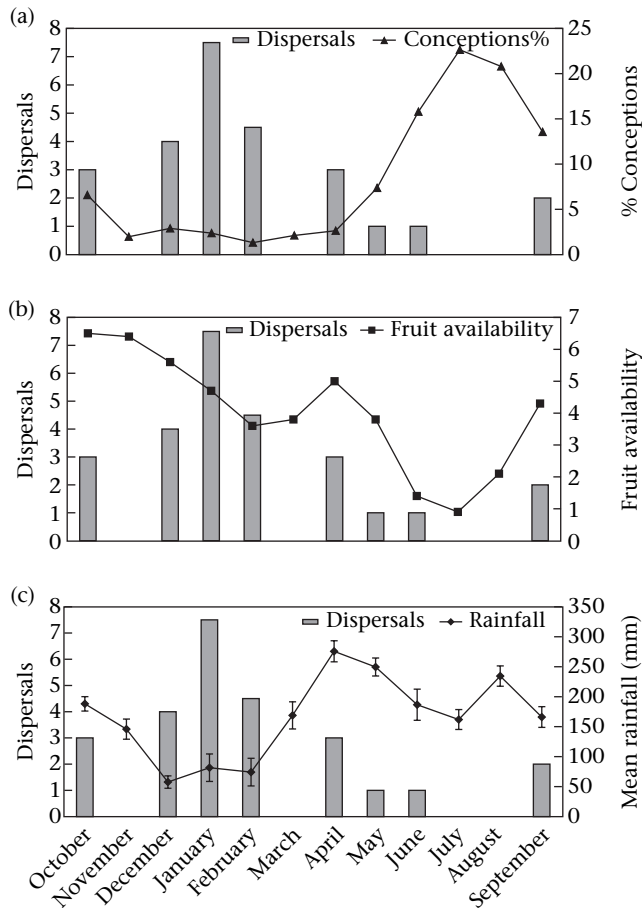 (a)
Dispersals
Conceptions%
8
7
6
5
4
3
2
1
0
Dispersals
25
20
15
10
5
0
% Conceptions
(b)
Dispersals
Fruit availability
8
7
6
5
4
3
2
1
0
Dispersals
7
6
5
4
3
2
1
0
Fruit availability
(c)
Dispersals
Rainfall
8
7
6
5
4
3
2
1
0
Dispersals
350
300
250
200
150
100
50
0
Mean rainfall (mm)
October
November
December
January
February
March
April
May
June
July
August
September